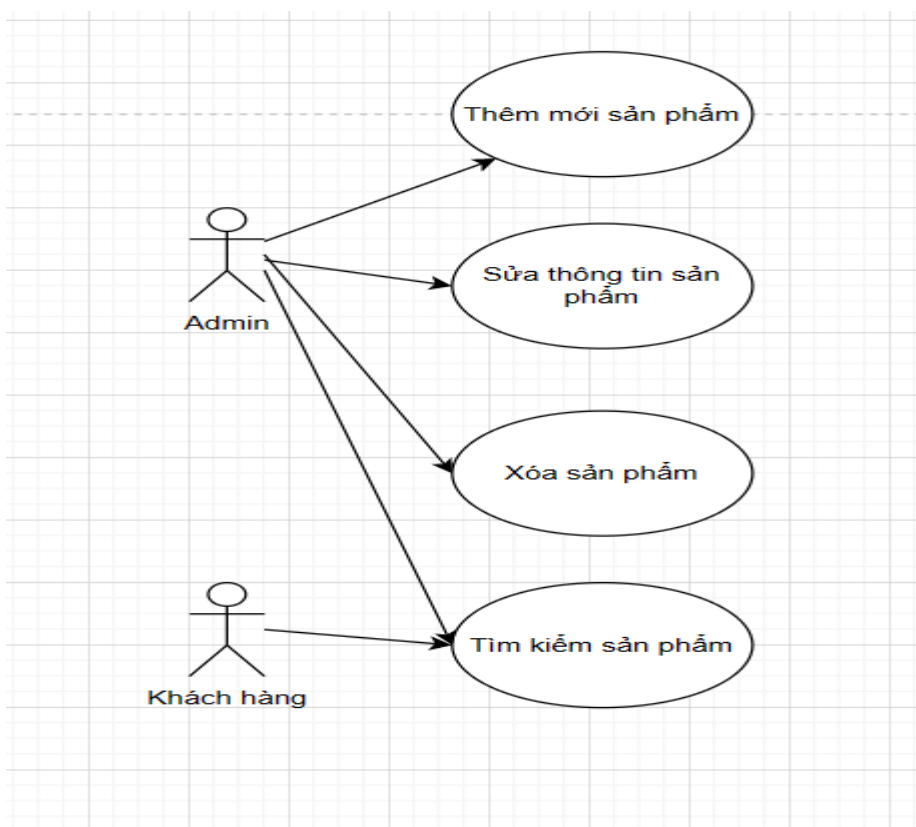 Thêm mới sản phẩm
Sửa thông tin sản
phẩm
Admin
Xóa sản phẩm
Tìm kiếm sản phẩm
Khách hàng